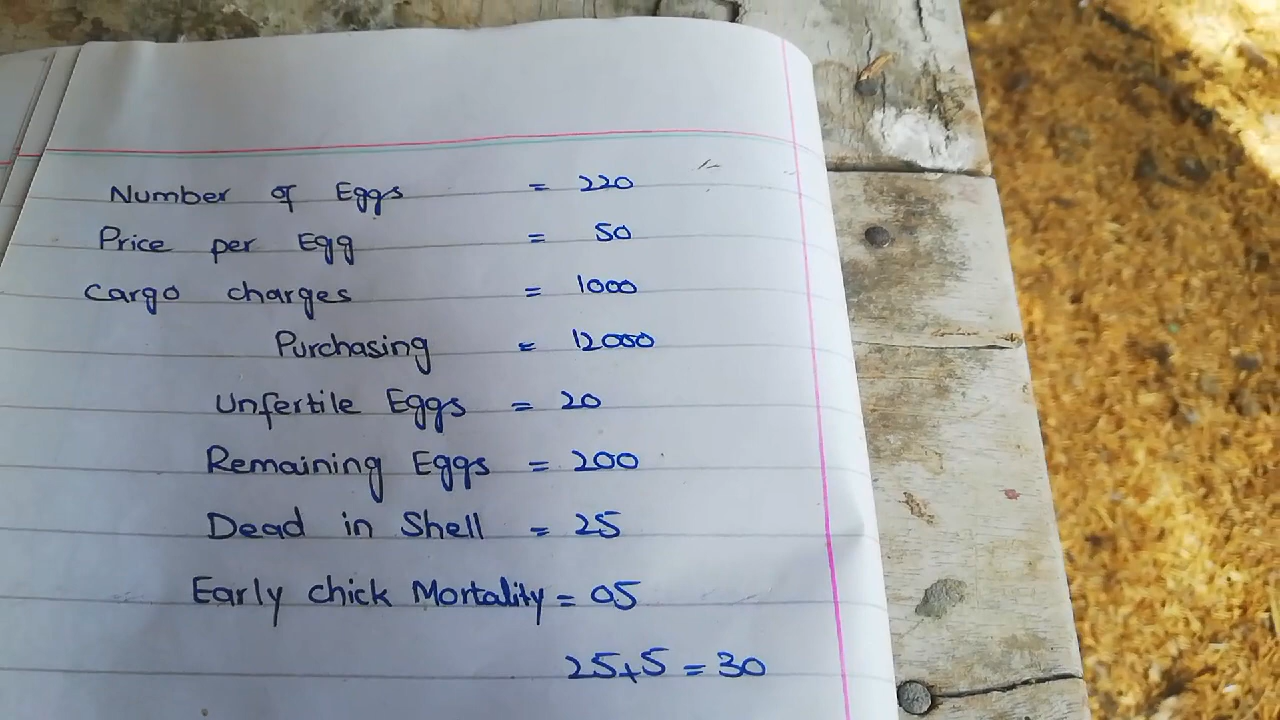 Number of Eggs = 220
Price per Egg = 50
Cargo charges = 1000
Purchasing = 12000
Unfertile Eggs = 20
Remaining Eggs = 200
Dead in Shell = 25
Early chick Mortality = 05
25+5 = 30